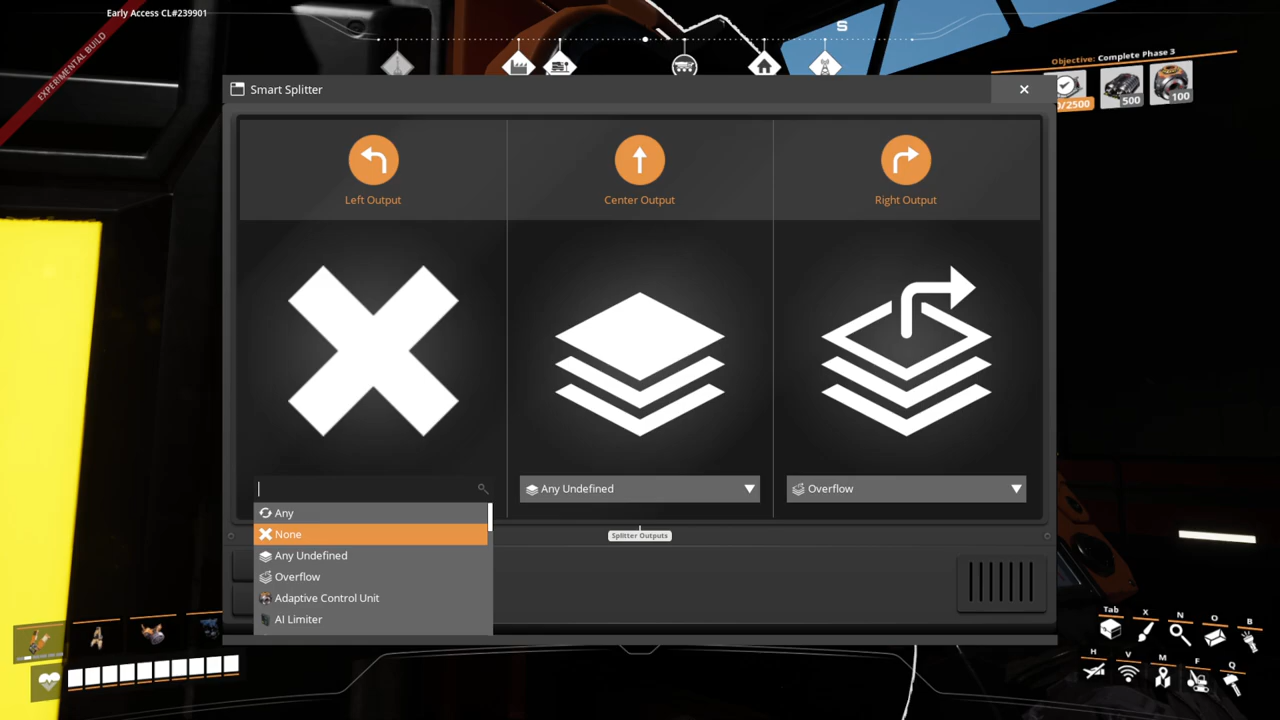 Early Access CL#239901
EXPERIMENTAL BUILD
S
Objective: Complete Phase 3
0/2500
500
100
Smart Splitter
Left Output
Center Output
Right Output
Any Undefined
Overflow
Any
None
Any Undefined
Overflow
Adaptive Control Unit
AI Limiter
Splitter Outputs
Tab
X
N
O
B
H
V
M
F
Q